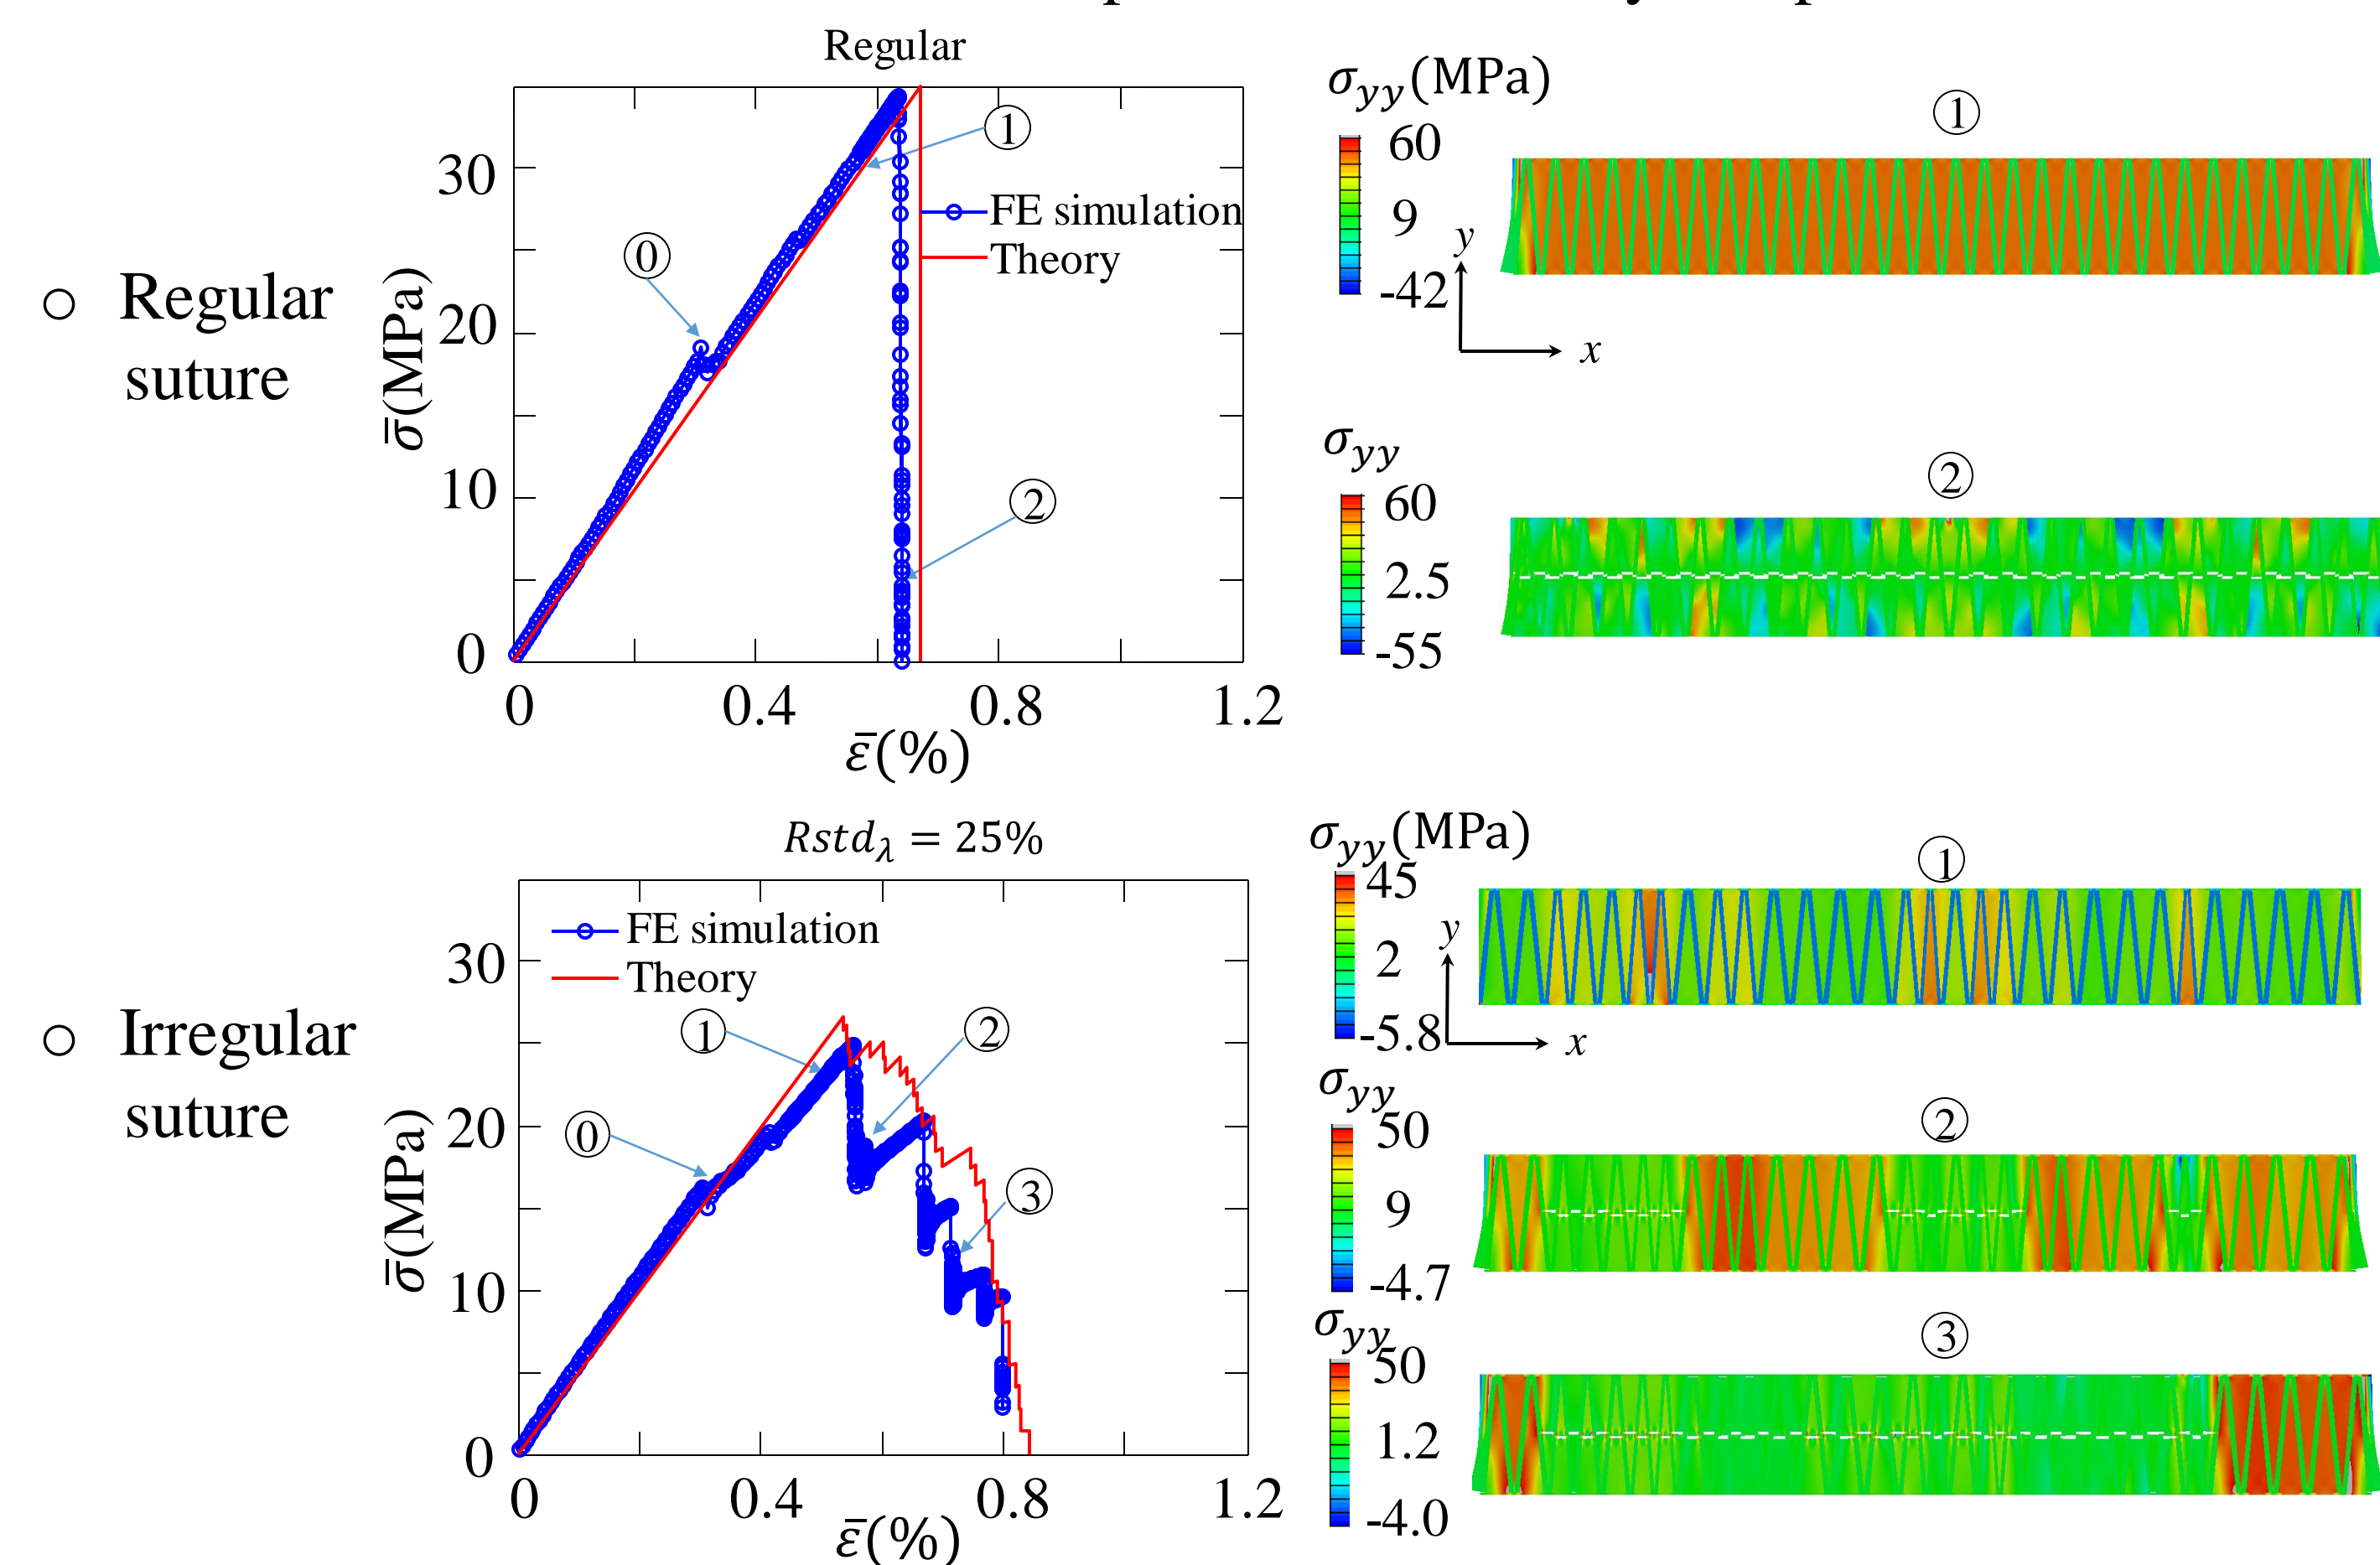 Regular
○ Regular
suture
σ̿(MPa)
30
20
10
0
0 0.4 0.8 1.2
ε̅(%)
⓪
①
②
FE simulation
Theory
σyy(MPa)
60
9
-42
y
x
①
σyy
60
2.5
-55
②
Rstdλ = 25%
○ Irregular
suture
σ̿(MPa)
30
20
10
0
0 0.4 0.8 1.2
ε̅(%)
FE simulation
Theory
⓪
①
②
③
σyy(MPa)
45
2
-5.8
y
x
①
σyy
50
9
-4.7
②
σyy
50
1.2
-4.0
③